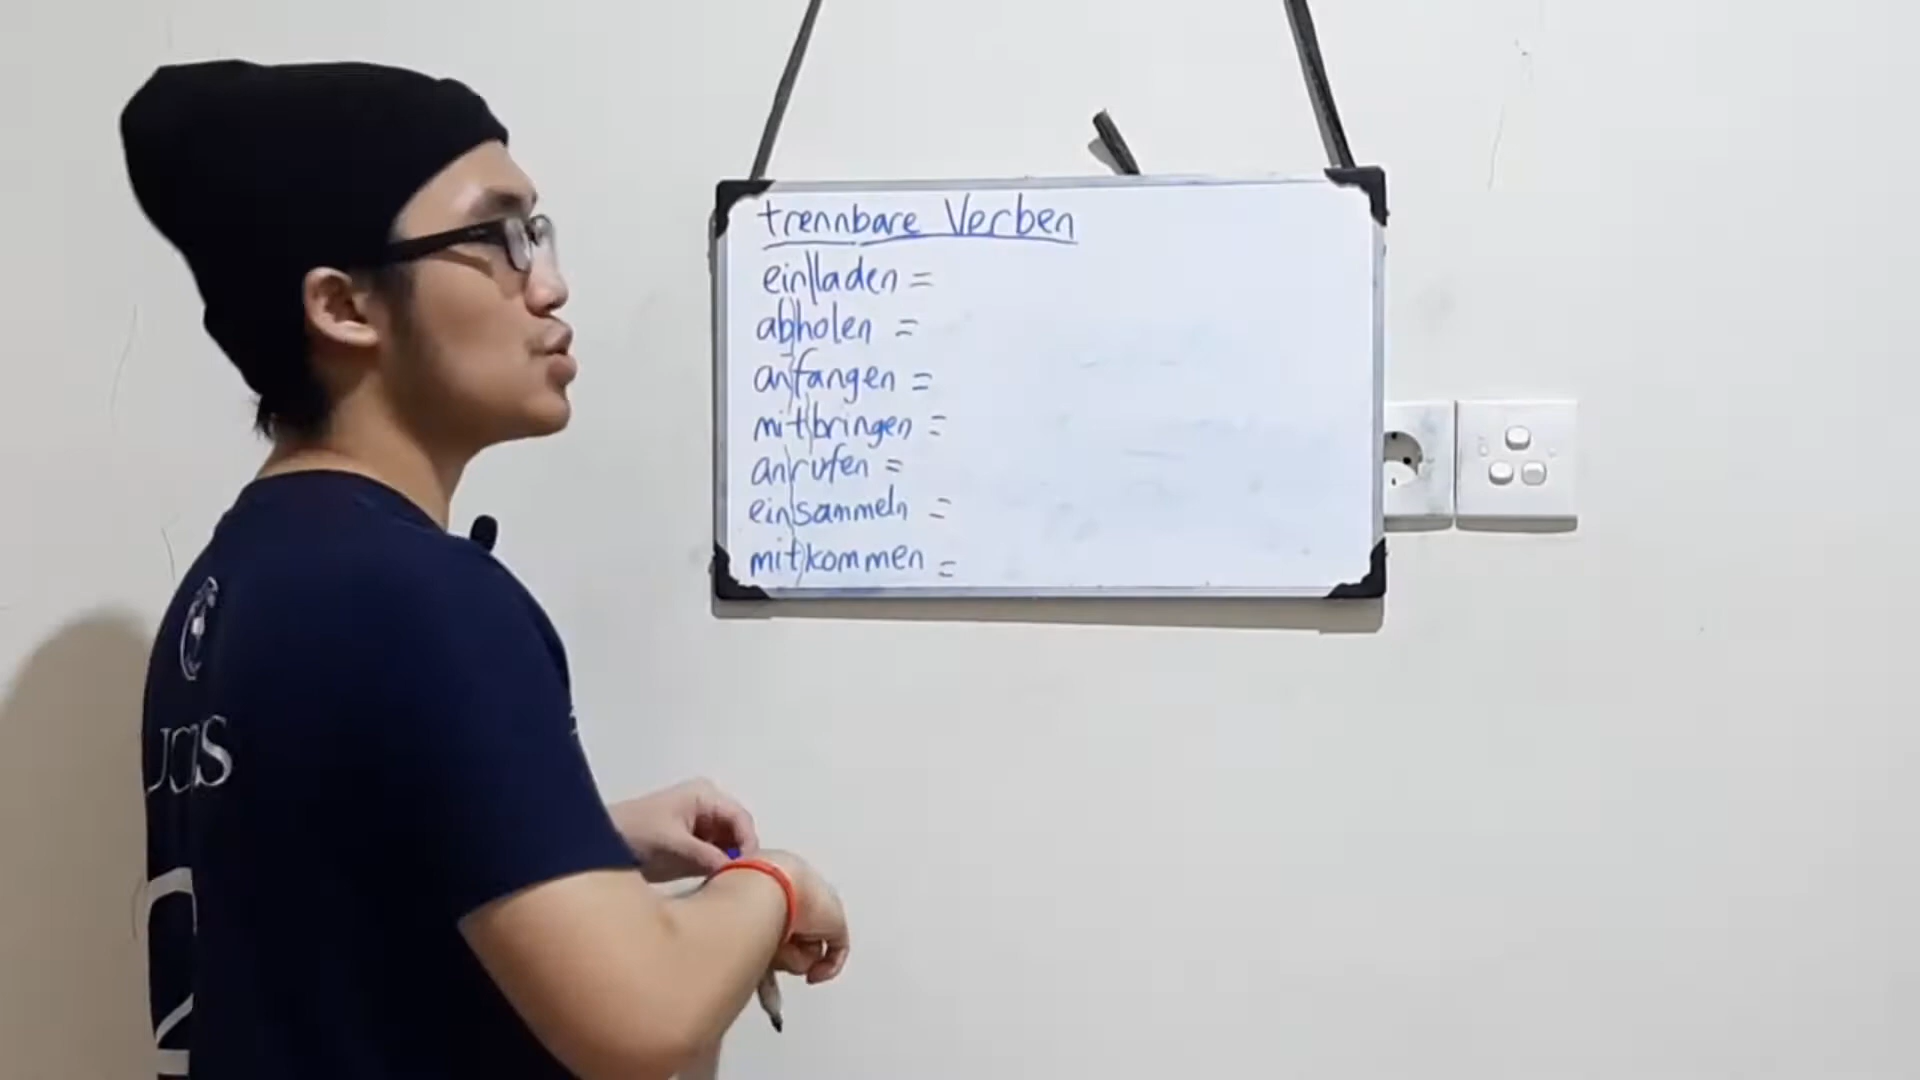 trennbare Verben
ein|laden =
ab|holen =
an|fangen =
mit|bringen =
an|rufen =
ein|sammeln =
mit|kommen =